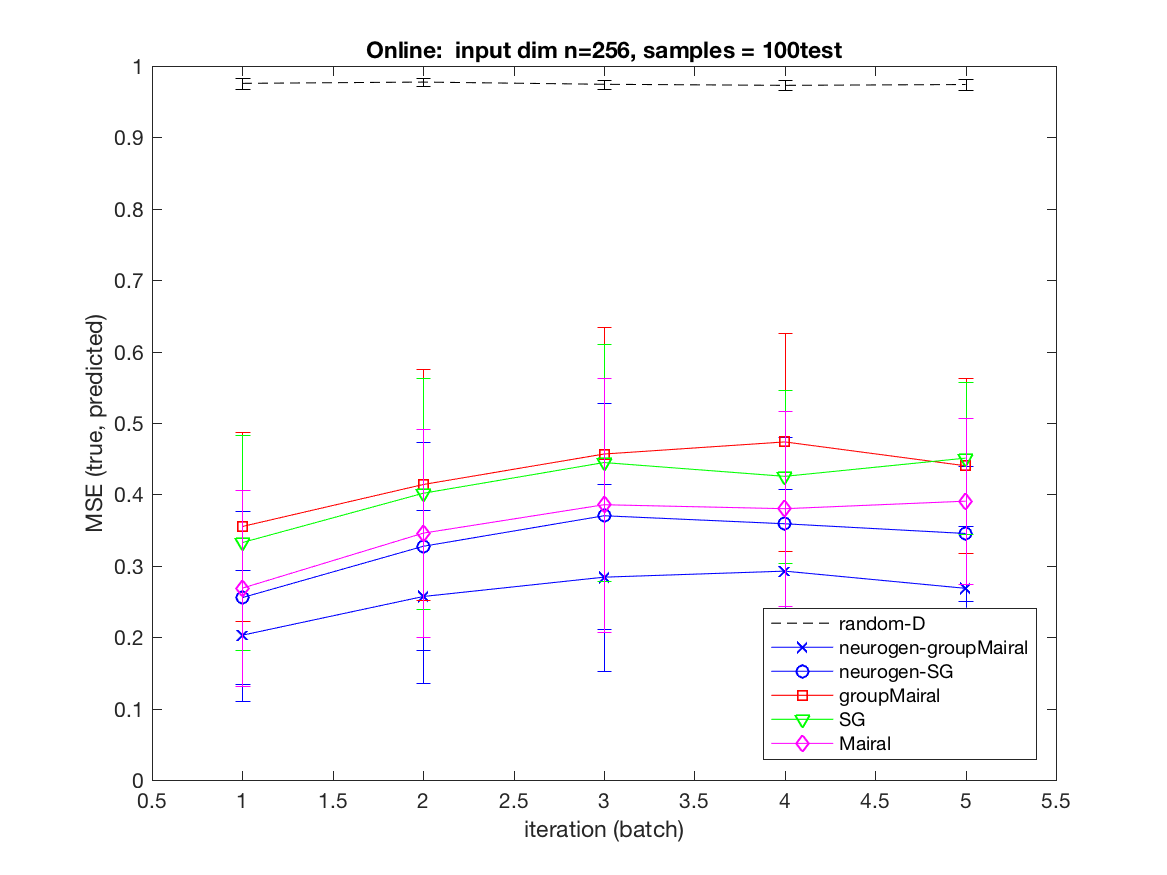 Online:  input dim n=256, samples = 100test
MSE (true, predicted)
1
0.9
0.8
0.7
0.6
0.5
0.4
0.3
0.2
0.1
0
0.5 1 1.5 2 2.5 3 3.5 4 4.5 5 5.5
iteration (batch)
random-D
neurogen-groupMairal
neurogen-SG
groupMairal
SG
Mairal